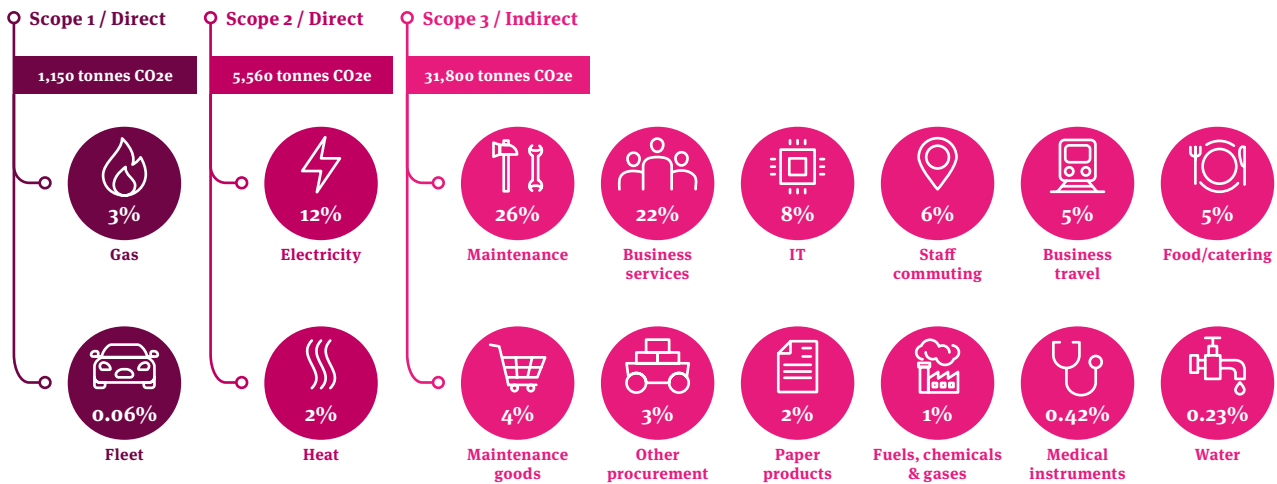 Scope 1 / Direct
Scope 2 / Direct
Scope 3 / Indirect
1,150 tonnes CO2e
5,560 tonnes CO2e
31,800 tonnes CO2e
3%
Gas
12%
Electricity
26%
Maintenance
22%
Business
services
8%
IT
6%
Staff
commuting
5%
Business
travel
5%
Food/catering
0.06%
Fleet
2%
Heat
4%
Maintenance
goods
3%
Other
procurement
2%
Paper
products
1%
Fuels, chemicals
& gases
0.42%
Medical
instruments
0.23%
Water